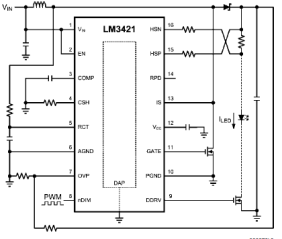 VIN
LM3421
1 VIN
2 EN
3 COMP
4 CSH
5 RCT
6 AGND
7 OVP
8 nDIM
PWM
DAP
HSN 16
HSP 15
RPD 14
IS 13
VCC 12
GATE 11
PGND 10
DDRV 9
ILED